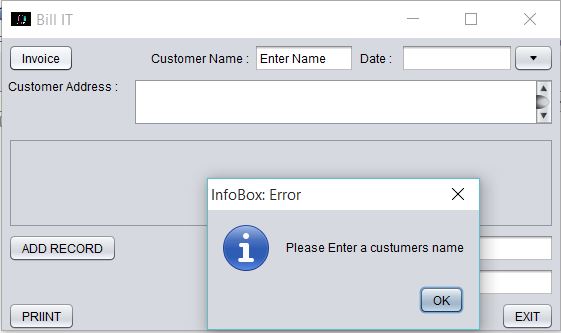 Bill IT
Invoice Customer Name : Enter Name Date :
Customer Address :
InfoBox: Error
Please Enter a custumers name
OK
ADD RECORD
PRIINT EXIT